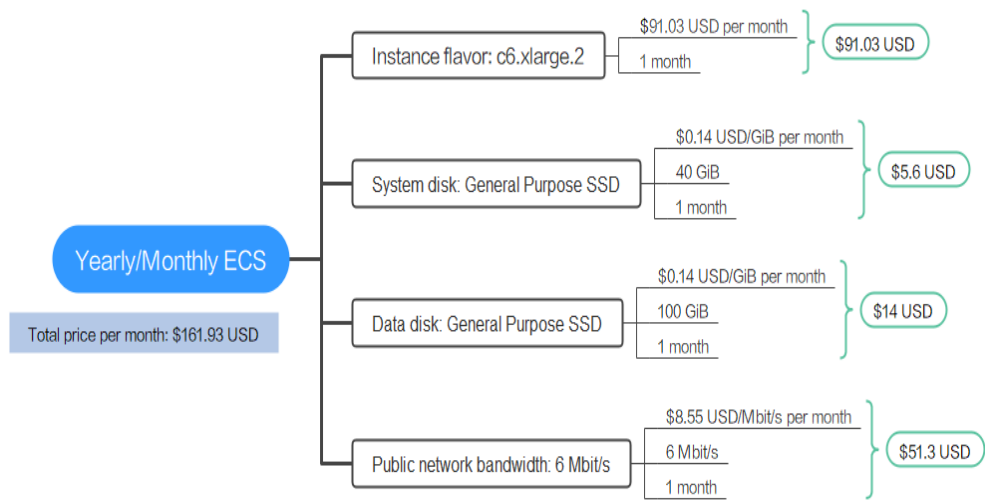 Yearly/Monthly ECS
Total price per month: $161.93 USD
Instance flavor: c6.xlarge.2
$91.03 USD per month
1 month
$91.03 USD
System disk: General Purpose SSD
$0.14 USD/GiB per month
40 GiB
1 month
$5.6 USD
Data disk: General Purpose SSD
$0.14 USD/GiB per month
100 GiB
1 month
$14 USD
Public network bandwidth: 6 Mbit/s
$8.55 USD/Mbit/s per month
6 Mbit/s
1 month
$51.3 USD